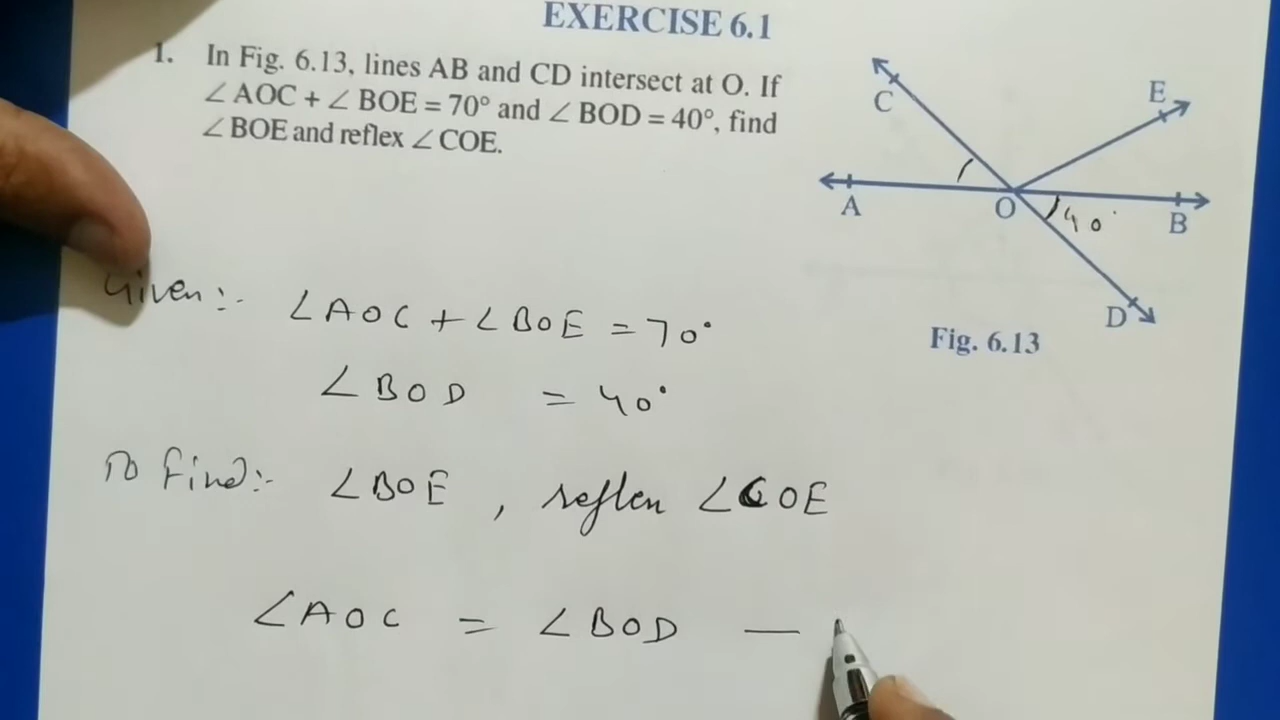 EXERCISE 6.1
1. In Fig. 6.13, lines AB and CD intersect at O. If
∠ AOC + ∠ BOE = 70° and ∠ BOD = 40°, find
∠ BOE and reflex ∠ COE.
C
E
A
O
40°
B
D
Fig. 6.13
Given :- ∠AOC + ∠BOE = 70°
∠BOD = 40°
To find :- ∠BOE , reflex ∠COE
∠AOC = ∠BOD —